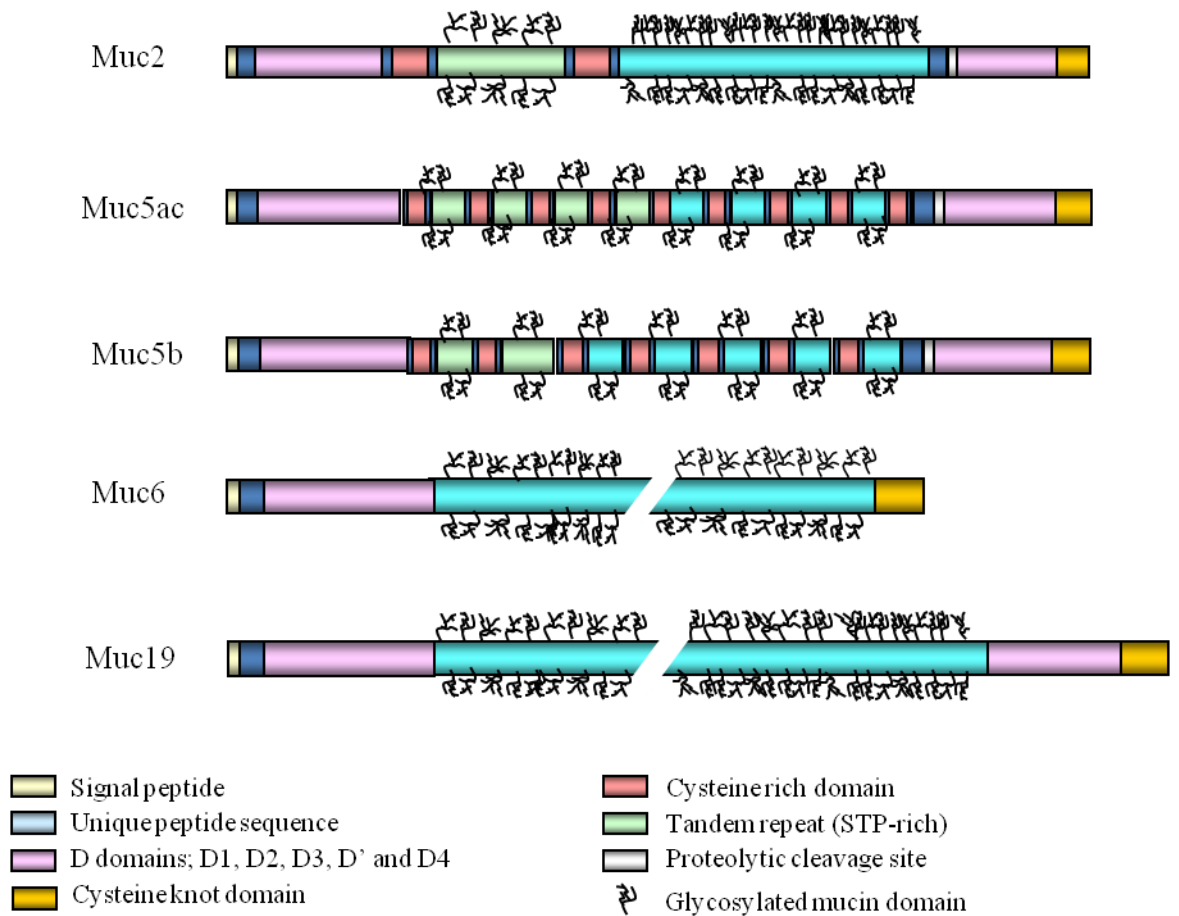 Muc2
Muc5ac
Muc5b
Muc6
Muc19
Signal peptide
Unique peptide sequence
D domains; D1, D2, D3, D’ and D4
Cysteine knot domain
Cysteine rich domain
Tandem repeat (STP-rich)
Proteolytic cleavage site
Glycosylated mucin domain